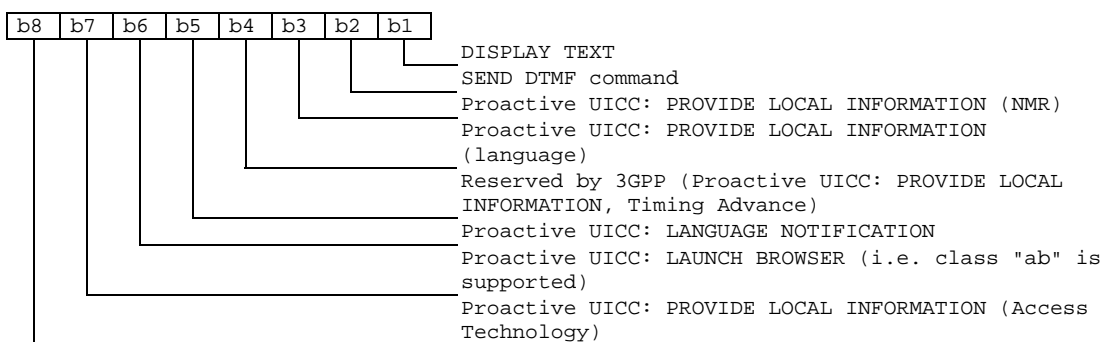 b8 b7 b6 b5 b4 b3 b2 b1
DISPLAY TEXT
SEND DTMF command
Proactive UICC: PROVIDE LOCAL INFORMATION (NMR)
Proactive UICC: PROVIDE LOCAL INFORMATION
(language)
Reserved by 3GPP (Proactive UICC: PROVIDE LOCAL
INFORMATION, Timing Advance)
Proactive UICC: LANGUAGE NOTIFICATION
Proactive UICC: LAUNCH BROWSER (i.e. class "ab" is
supported)
Proactive UICC: PROVIDE LOCAL INFORMATION (Access
Technology)